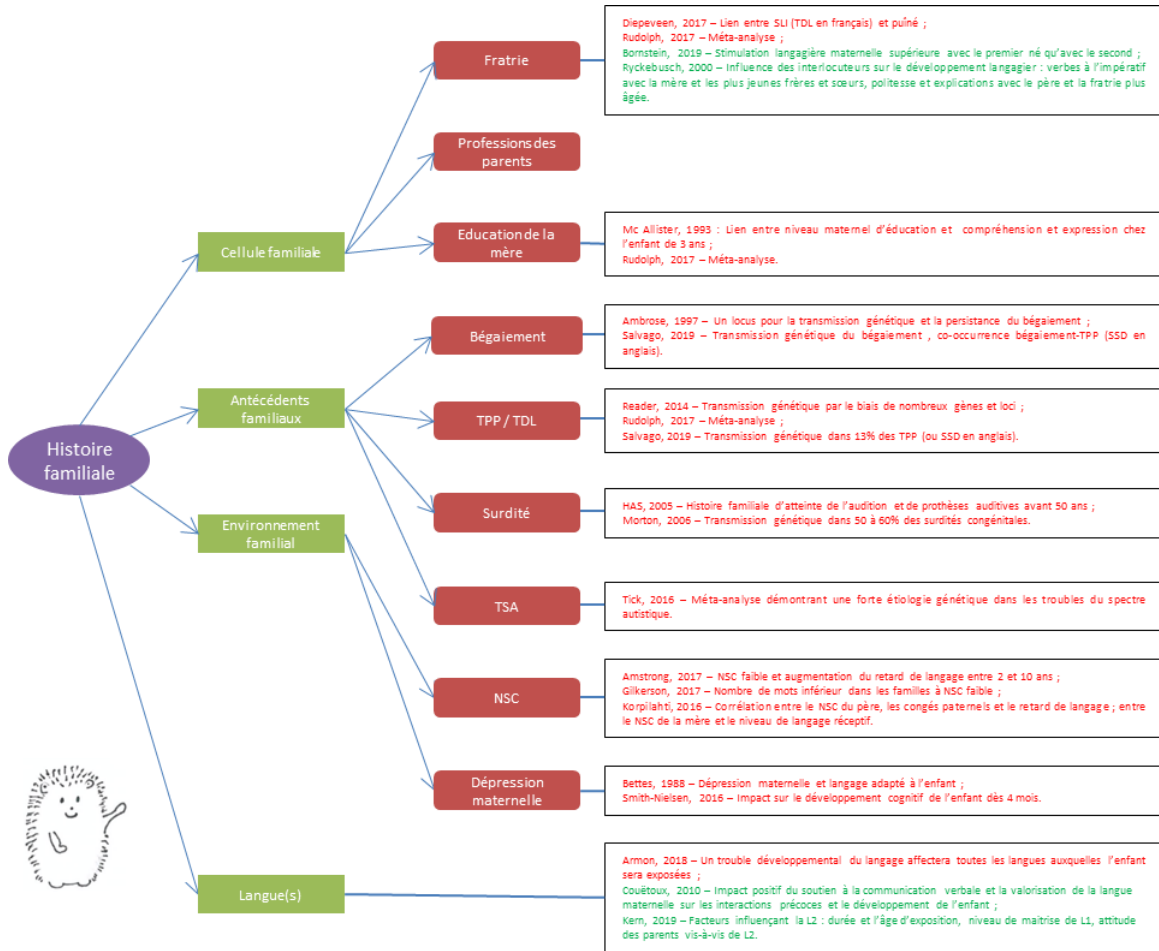 Diepeveen, 2017 – Lien entre SLI (TDL en français) et puîné ;
Rudolph, 2017 – Méta-analyse ;
Bornstein, 2019 – Stimulation langagière maternelle supérieure avec le premier né qu'avec le second ;
Ryckebusch, 2000 – Influence des interlocuteurs sur le développement langagier : verbes à l'impératif
avec la mère et les plus jeunes frères et sœurs, politesse et explications avec le père et la fratrie plus
âgée.
Fratrie
Professions des
parents
Cellule familiale
Education de la
mère
Mc Allister, 1993 : Lien entre niveau maternel d'éducation et compréhension et expression chez
l'enfant de 3 ans ;
Rudolph, 2017 – Méta-analyse.
Bégaiement
Ambrose, 1997 – Un locus pour la transmission génétique et la persistance du bégaiement ;
Salvago, 2019 – Transmission génétique du bégaiement , co-occurrence bégaiement-TPP (SSD en
anglais).
Antécédents
familiaux
TPP / TDL
Reader, 2014 – Transmission génétique par le biais de nombreux gènes et loci ;
Rudolph, 2017 – Méta-analyse ;
Salvago, 2019 – Transmission génétique dans 13% des TPP (ou SSD en anglais).
Histoire
familiale
Surdité
HAS, 2005 – Histoire familiale d'atteinte de l'audition et de prothèses auditives avant 50 ans ;
Morton, 2006 – Transmission génétique dans 50 à 60% des surdités congénitales.
Environnement
familial
TSA
Tick, 2016 – Méta-analyse démontrant une forte étiologie génétique dans les troubles du spectre
autistique.
NSC
Amstrong, 2017 – NSC faible et augmentation du retard de langage entre 2 et 10 ans ;
Gilkerson, 2017 – Nombre de mots inférieur dans les familles à NSC faible ;
Korpilahti, 2016 – Corrélation entre le NSC du père, les congés paternels et le retard de langage ; entre
le NSC de la mère et le niveau de langage réceptif.
Dépression
maternelle
Bettes, 1988 – Dépression maternelle et langage adapté à l'enfant ;
Smith-Nielsen, 2016 – Impact sur le développement cognitif de l'enfant dès 4 mois.
Langue(s)
Armon, 2018 – Un trouble développemental du langage affectera toutes les langues auxquelles l'enfant
sera exposées ;
Couëtoux, 2010 – Impact positif du soutien à la communication verbale et la valorisation de la langue
maternelle sur les interactions précoces et le développement de l'enfant ;
Kern, 2019 – Facteurs influençant la L2 : durée et l'âge d'exposition, niveau de maitrise de L1, attitude
des parents vis-à-vis de L2.